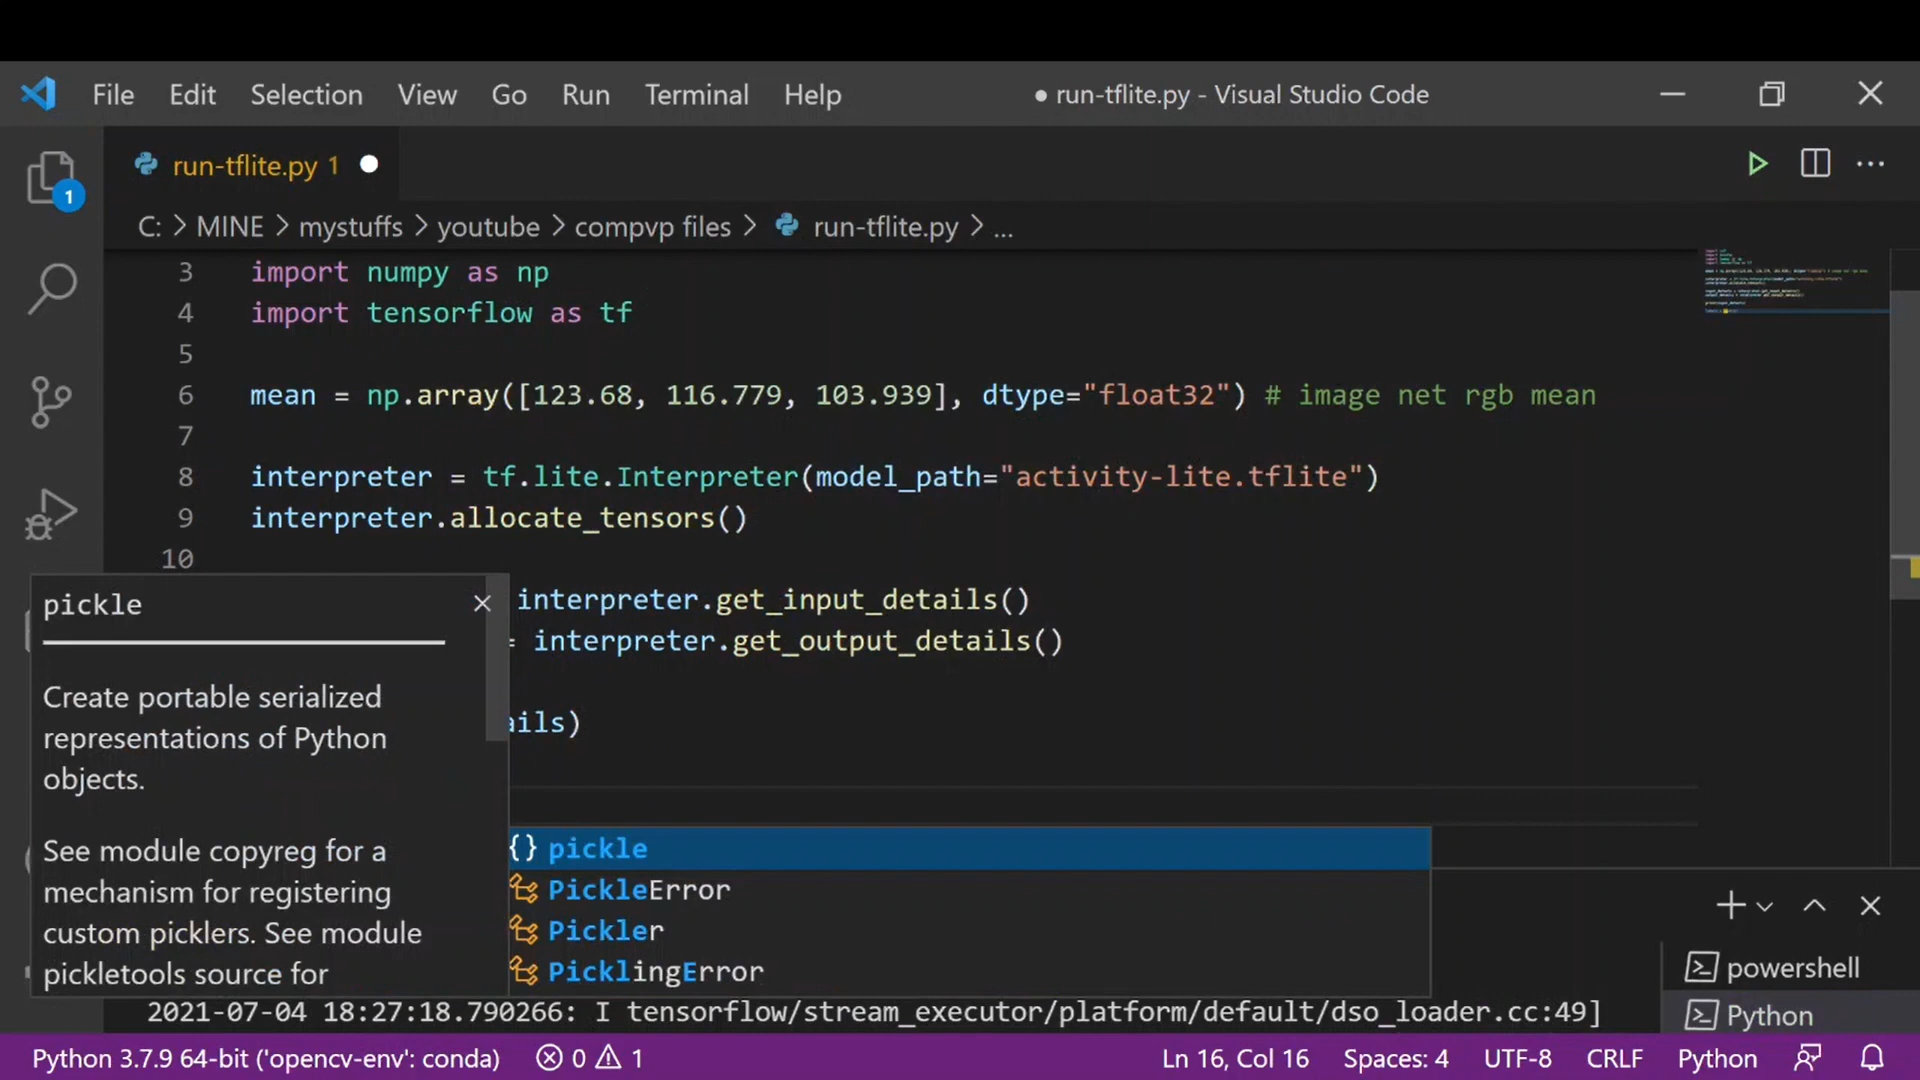 File Edit Selection View Go Run Terminal Help ● run-tflite.py - Visual Studio Code
run-tflite.py 1
1
C: > MINE > mystuffs > youtube > compvp files > run-tflite.py > ...
3 import numpy as np
4 import tensorflow as tf
5
6 mean = np.array([123.68, 116.779, 103.939], dtype="float32") # image net rgb mean
7
8 interpreter = tf.lite.Interpreter(model_path="activity-lite.tflite")
9 interpreter.allocate_tensors()
10
interpreter.get_input_details()
= interpreter.get_output_details()
ails)
pickle
Create portable serialized
representations of Python
objects.
See module copyreg for a
mechanism for registering
custom picklers. See module
pickletools source for
{} pickle
PickleError
Pickler
PicklingError
powershell
Python
2021-07-04 18:27:18.790266: I tensorflow/stream_executor/platform/default/dso_loader.cc:49]
Python 3.7.9 64-bit ('opencv-env': conda) 0 1 Ln 16, Col 16 Spaces: 4 UTF-8 CRLF Python